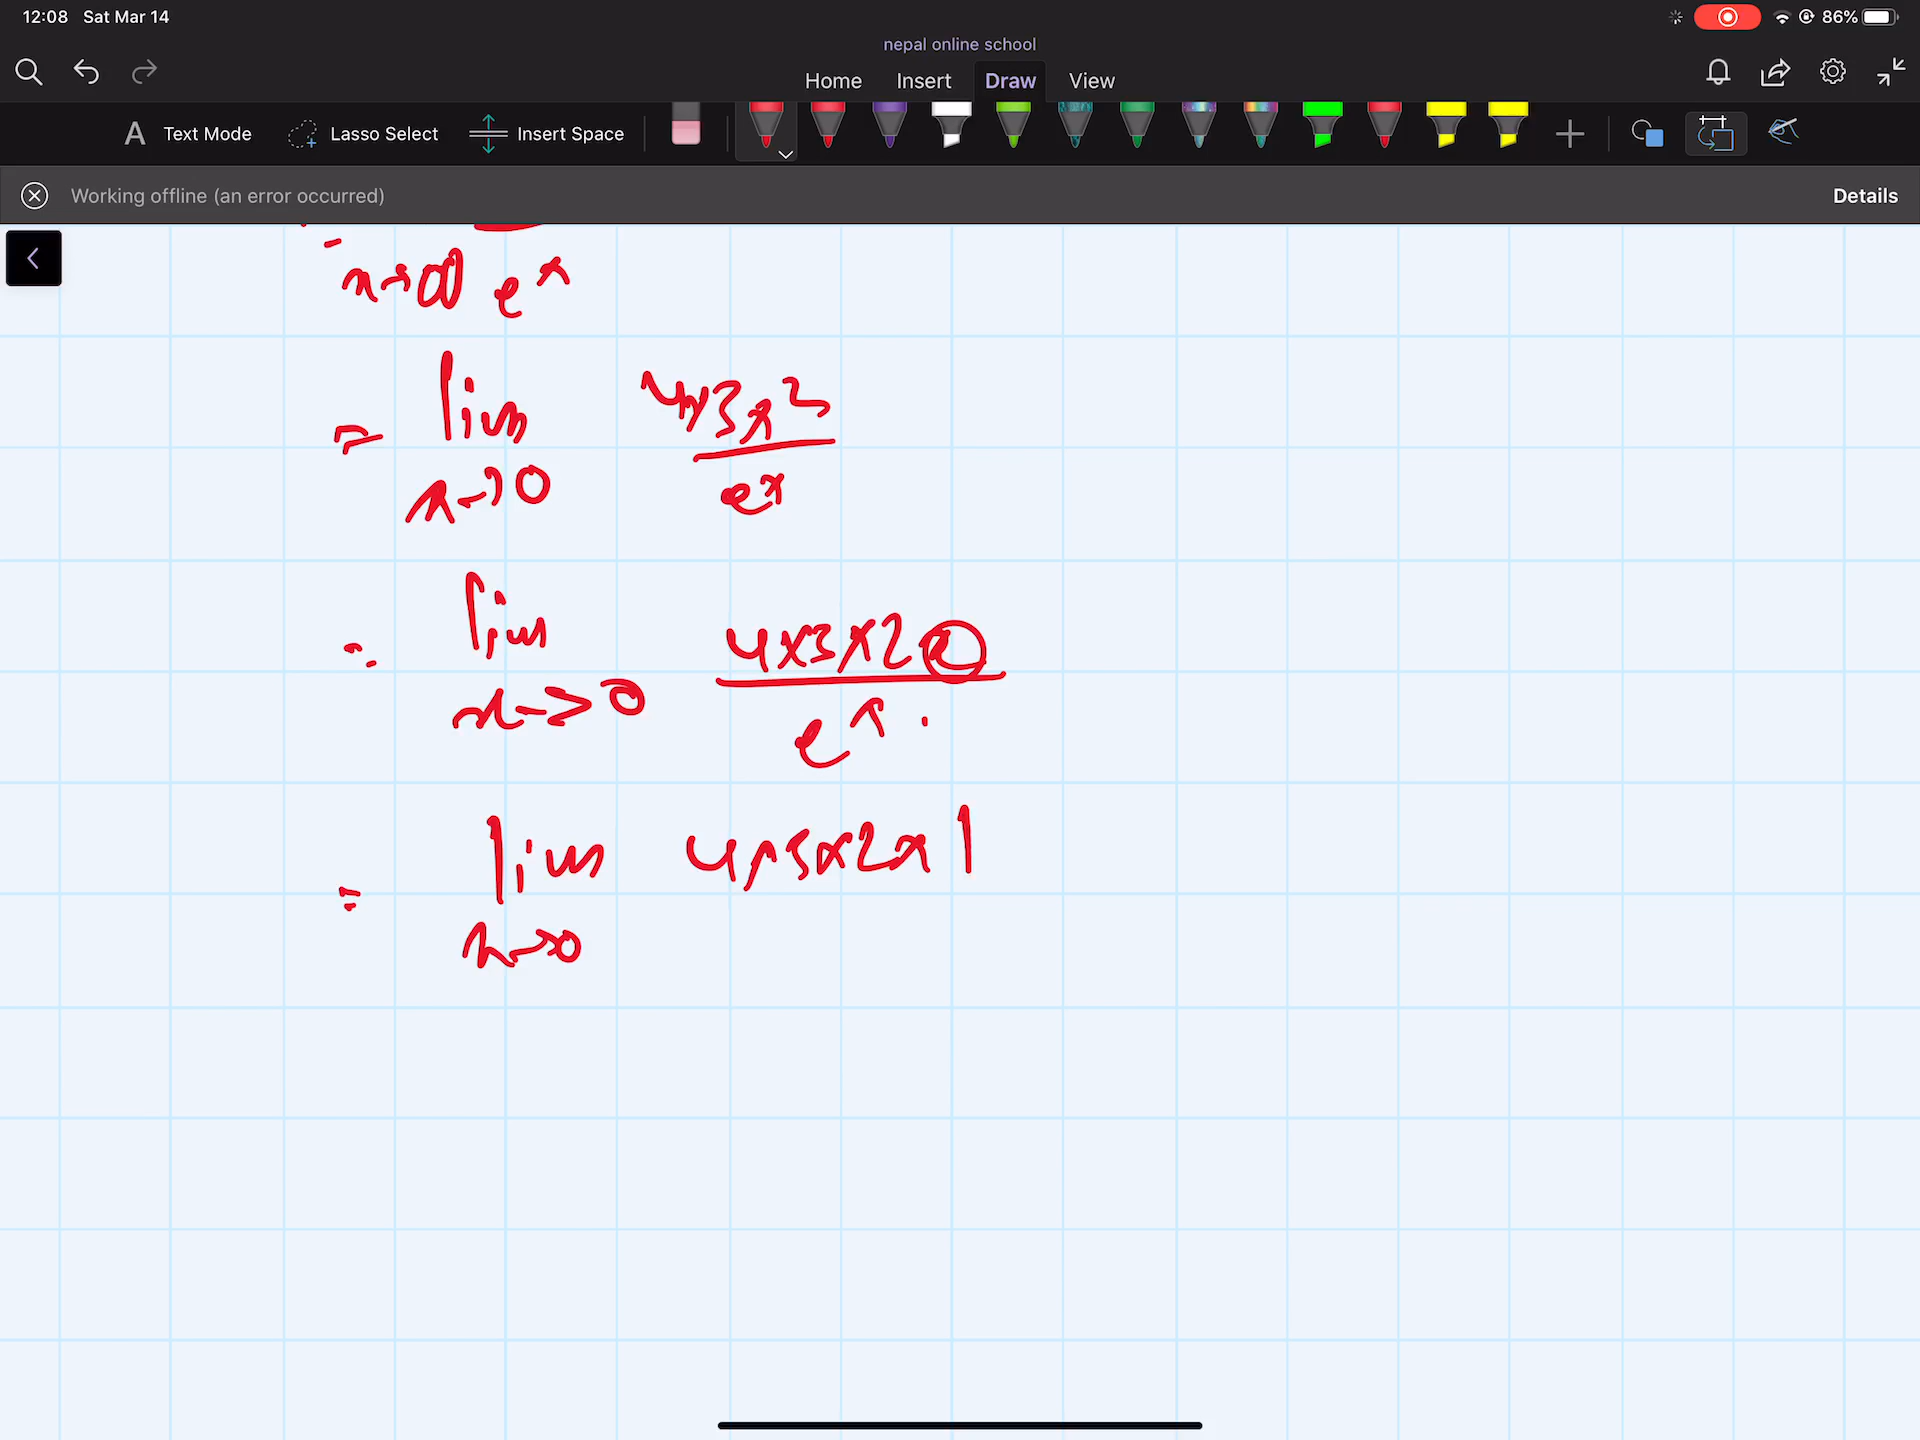 12:08 Sat Mar 14 86%
nepal online school
Home Insert Draw View
A Text Mode Lasso Select Insert Space
Working offline (an error occurred) Details
x→∞ e^x
= lim x→0 4×3x² / e^x
= lim x→0 4×3×2x / e^x
= lim x→0 4×3×2×1